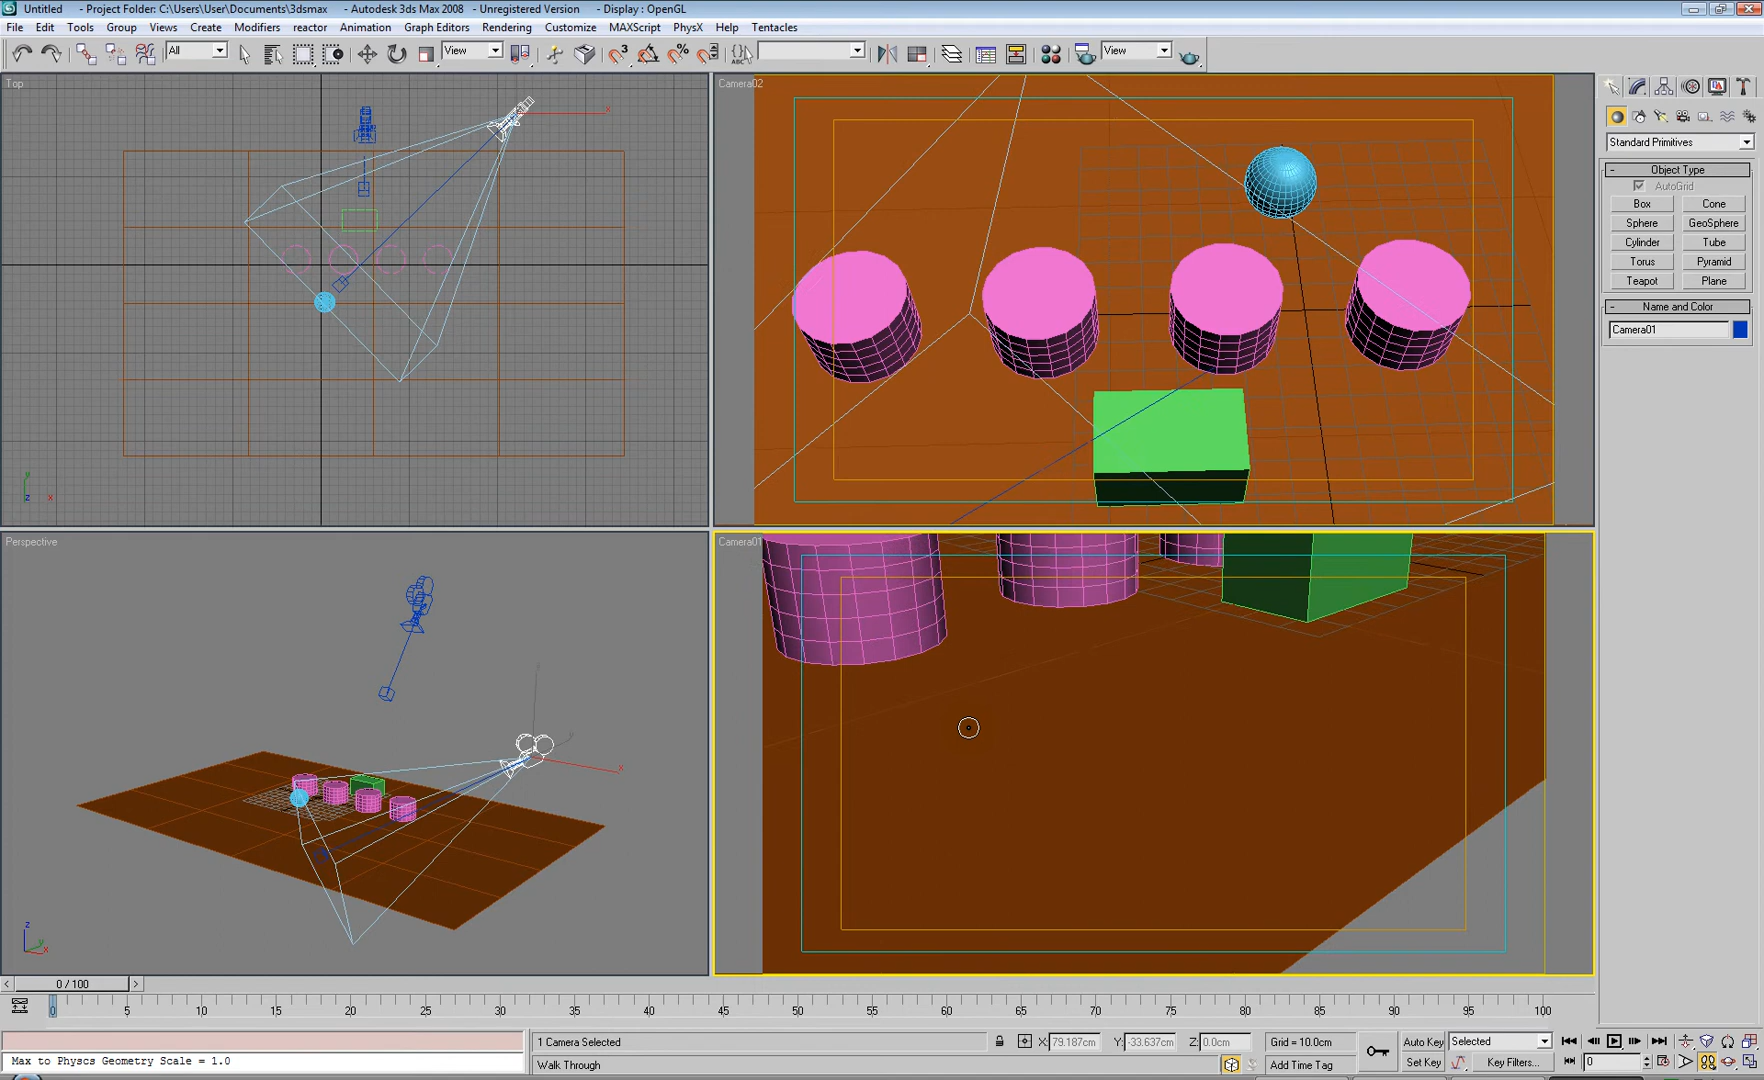 Untitled - Project Folder: C:\Users\User\Documents\3dsmax - Autodesk 3ds Max 2008 - Unregistered Version - Display : OpenGL
File Edit Tools Group Views Create Modifiers reactor Animation Graph Editors Rendering Customize MAXScript PhysX Help Tentacles
All View View
Top
x
y
z x
Camera02
Perspective
x
z
y
x
Camera01
Standard Primitives
- Object Type
AutoGrid
Box Cone
Sphere GeoSphere
Cylinder Tube
Torus Pyramid
Teapot Plane
- Name and Color
Camera01
< 0 / 100 >
0 5 10 15 20 25 30 35 40 45 50 55 60 65 70 75 80 85 90 95 100
1 Camera Selected X: 79.187cm Y: -33.637cm Z: 0.0cm Grid = 10.0cm Auto Key Selected
Max to Physcs Geometry Scale = 1.0 Walk Through Add Time Tag Set Key Key Filters... 0